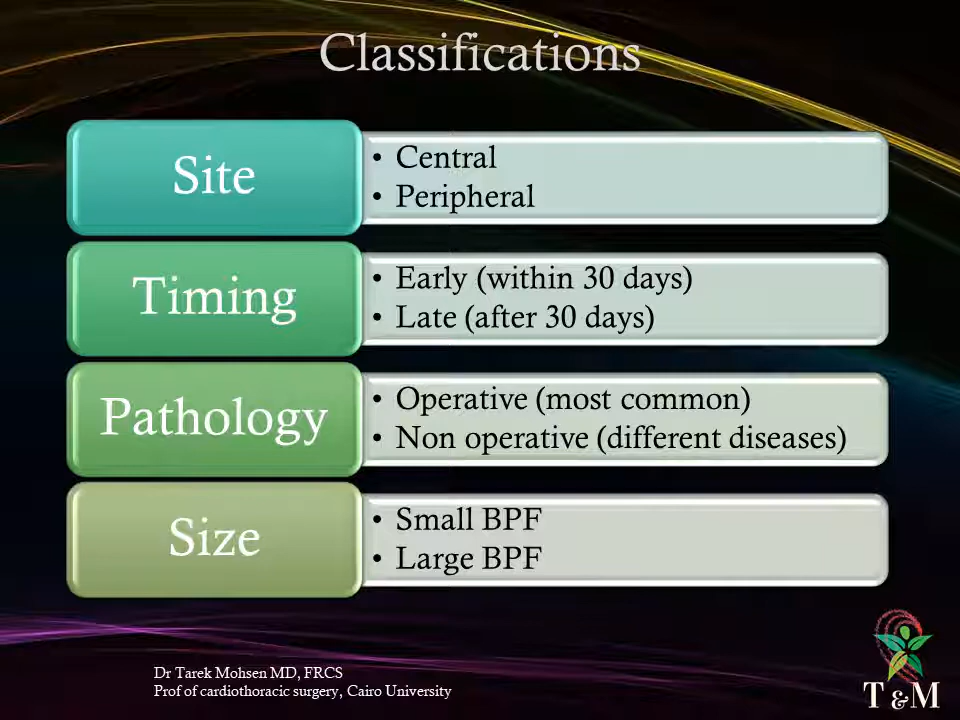 Classifications
Site
• Central
• Peripheral
Timing
• Early (within 30 days)
• Late (after 30 days)
Pathology
• Operative (most common)
• Non operative (different diseases)
Size
• Small BPF
• Large BPF
Dr Tarek Mohsen MD, FRCS
Prof of cardiothoracic surgery, Cairo University
T & M